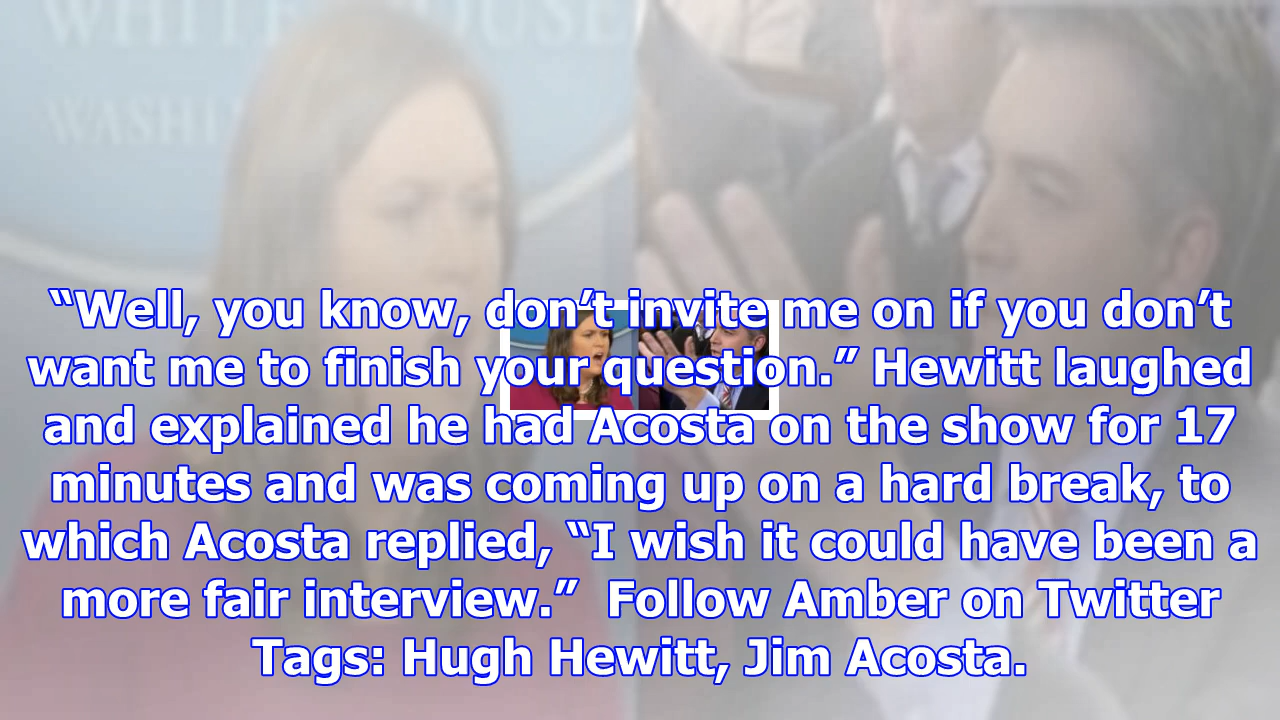 WHITE HOUSE
WASHI
“Well, you know, don’t invite me on if you don’t
want me to finish your question.” Hewitt laughed
and explained he had Acosta on the show for 17
minutes and was coming up on a hard break, to
which Acosta replied, “I wish it could have been a
more fair interview.”  Follow Amber on Twitter
Tags: Hugh Hewitt, Jim Acosta.